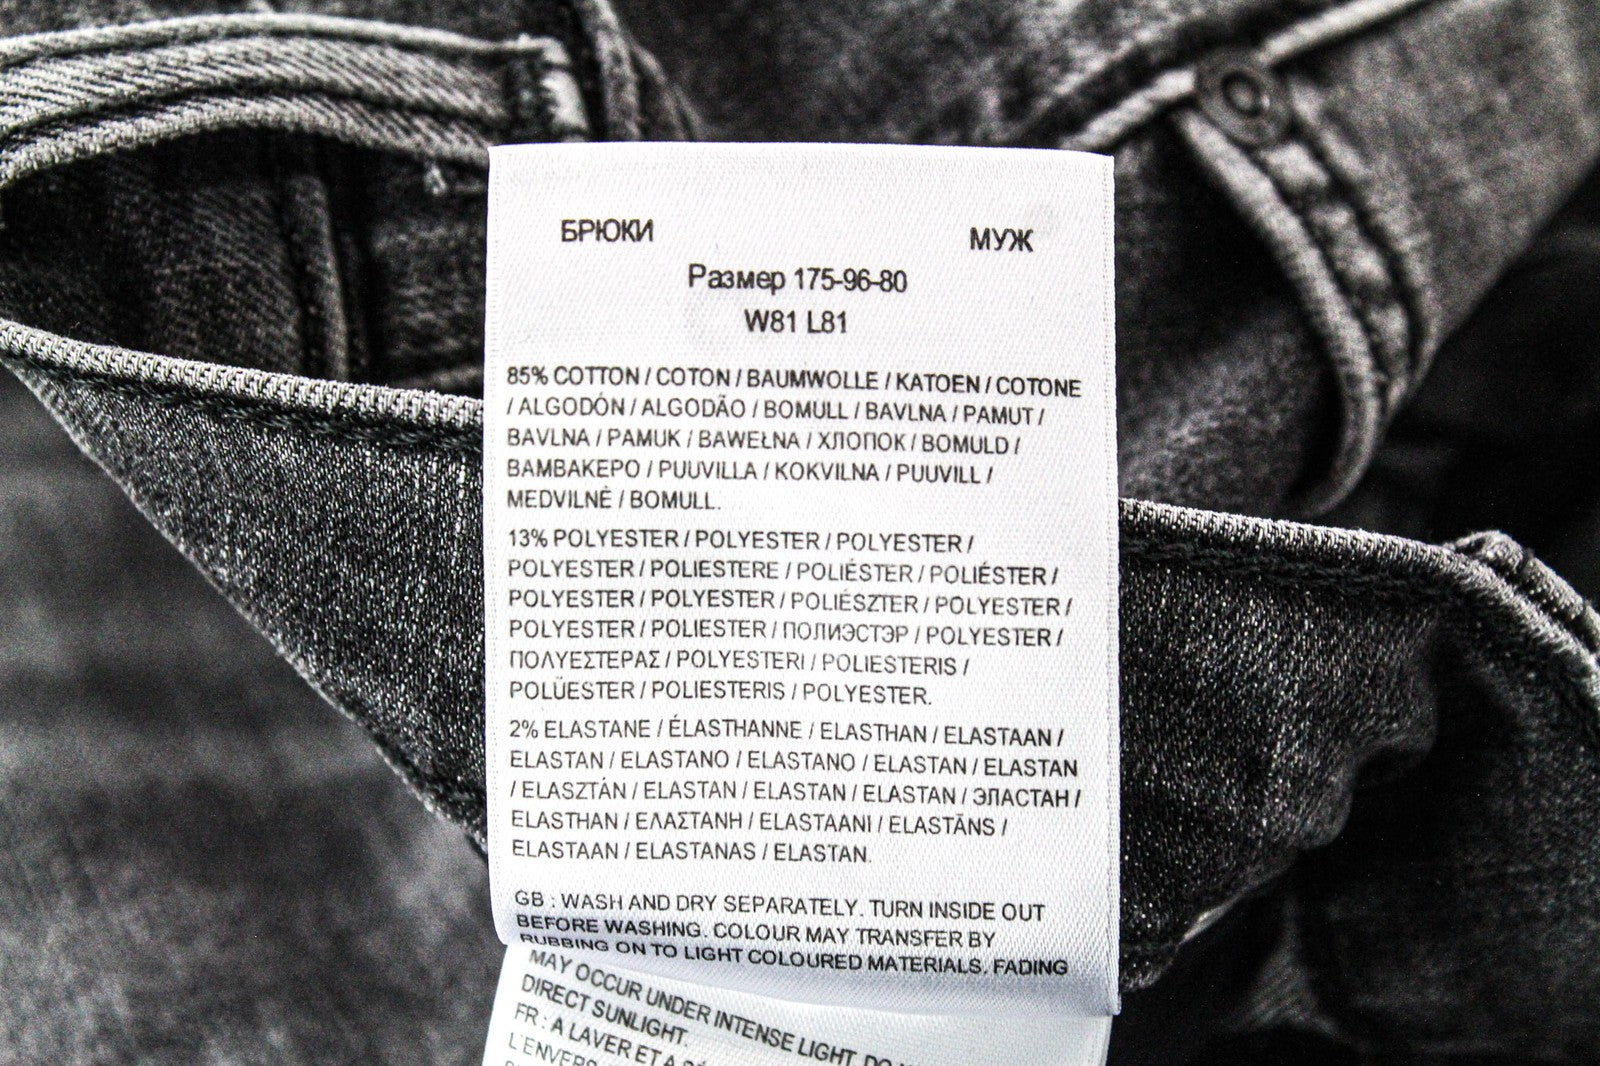 БРЮКИ МУЖ
Размер 175-96-80
W81 L81
85% COTTON / COTON / BAUMWOLLE / KATOEN / COTONE
/ ALGODÓN / ALGODÃO / BOMULL / BAVLNA / PAMUT /
BAVLNA / PAMUK / BAWEŁNA / ХЛОПОК / BOMULD /
ΒΑΜΒΑΚΕΡΟ / PUUVILLA / KOKVILNA / PUUVILL /
MEDVILNĖ / BOMULL.
13% POLYESTER / POLYESTER / POLYESTER /
POLYESTER / POLIESTERE / POLIÉSTER / POLIÉSTER /
POLYESTER / POLYESTER / POLIÉSZTER / POLYESTER /
POLYESTER / POLIESTER / ПОЛИЭСТЭР / POLYESTER /
ΠΟΛΥΕΣΤΕΡΑΣ / POLYESTERI / POLIESTERIS /
POLÜESTER / POLIESTERIS / POLYESTER.
2% ELASTANE / ÉLASTHANNE / ELASTHAN / ELASTAAN /
ELASTAN / ELASTANO / ELASTANO / ELASTAN / ELASTAN
/ ELASZTÁN / ELASTAN / ELASTAN / ELASTAN / ЭЛАСТАН /
ELASTHAN / ΕΛΑΣΤΑΝΗ / ELASTAANI / ELASTĀNS /
ELASTAAN / ELASTANAS / ELASTAN.
GB : WASH AND DRY SEPARATELY. TURN INSIDE OUT
BEFORE WASHING. COLOUR MAY TRANSFER BY
RUBBING ON TO LIGHT COLOURED MATERIALS. FADING
MAY OCCUR UNDER INTENSE LIGHT. DO
DIRECT SUNLIGHT.
FR : A LAVER ET A
L'ENVERS